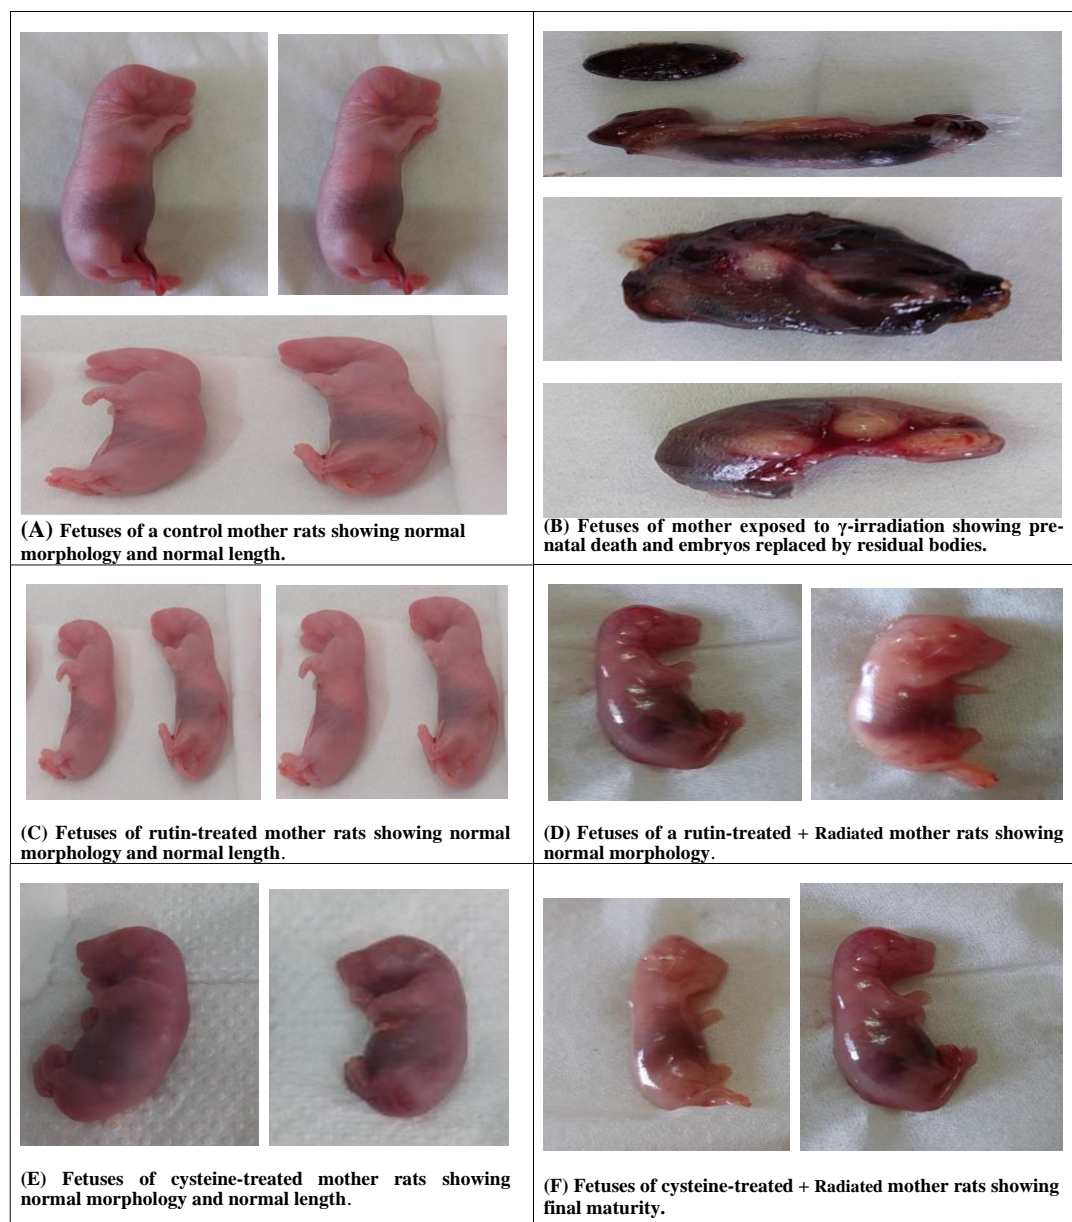 (A) Fetuses of a control mother rats showing normal
morphology and normal length.
(B) Fetuses of mother exposed to γ-irradiation showing pre-
natal death and embryos replaced by residual bodies.
(C) Fetuses of rutin-treated mother rats showing normal
morphology and normal length.
(D) Fetuses of a rutin-treated + Radiated mother rats showing
normal morphology.
(E) Fetuses of cysteine-treated mother rats showing
normal morphology and normal length.
(F) Fetuses of cysteine-treated + Radiated mother rats showing
final maturity.